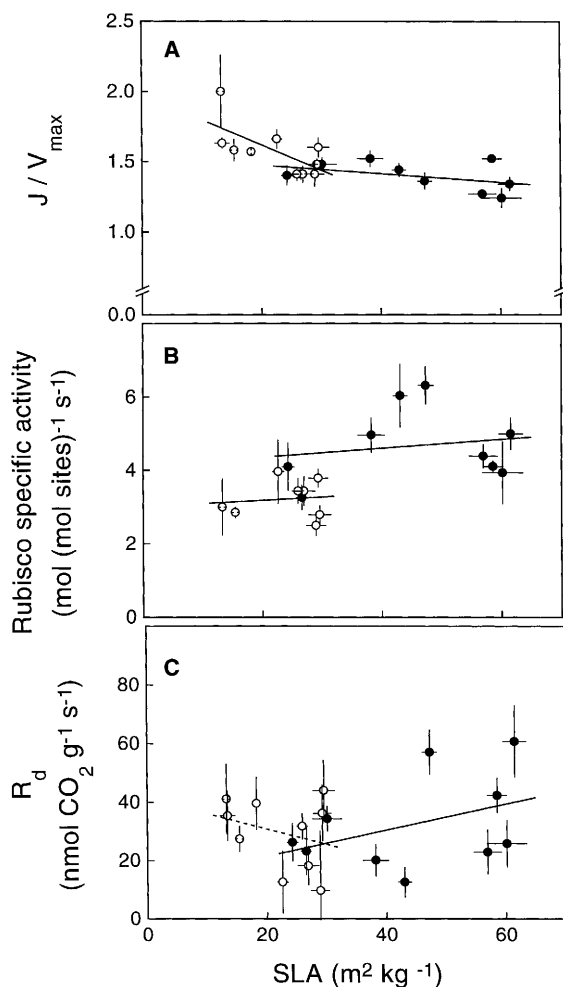 2.5
A
2.0
1.5
1.0
0.0
J / Vmax
B
6
4
2
0
Rubisco specific activity
(mol (mol sites)-1 s-1)
C
80
60
40
20
0
Rd
(nmol CO2 g-1 s-1)
0 20 40 60
SLA (m2 kg -1)